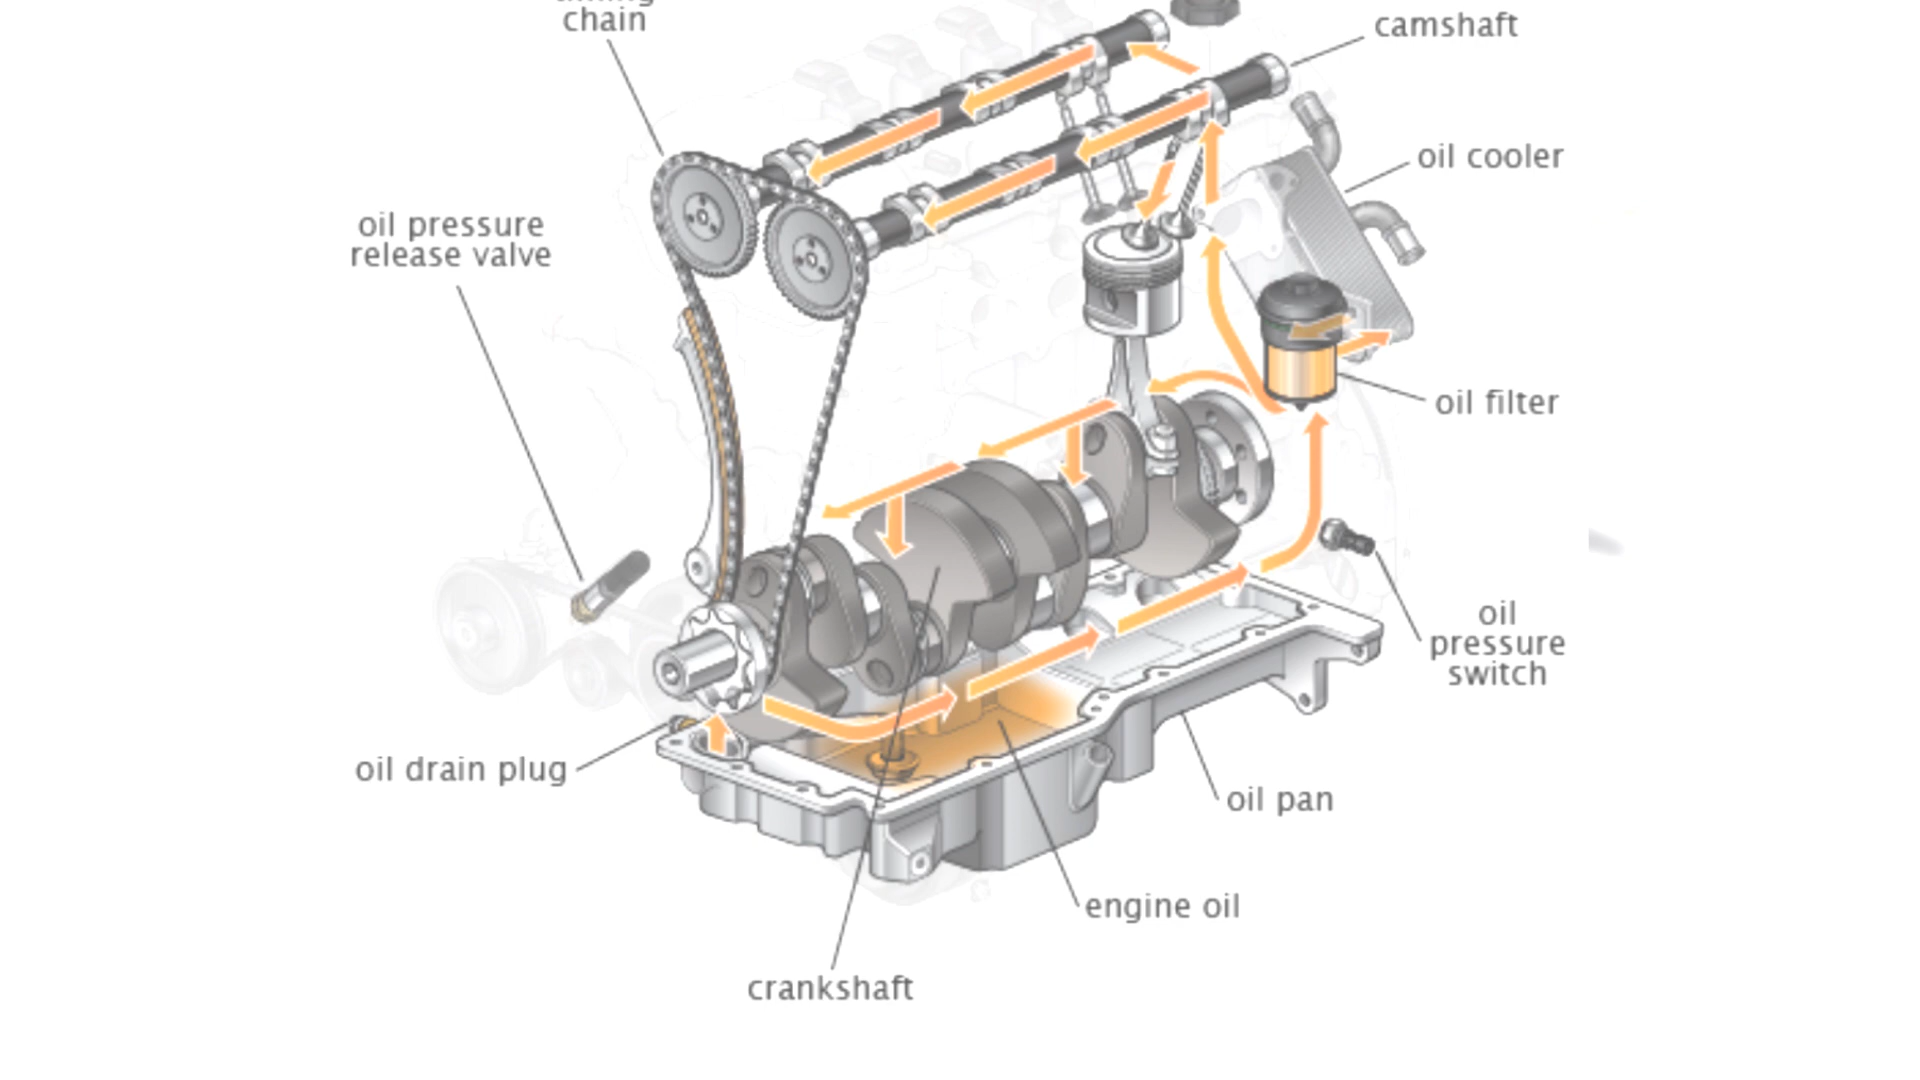 chain
camshaft
oil cooler
oil pressure
release valve
oil filter
oil
pressure
switch
oil drain plug
oil pan
engine oil
crankshaft